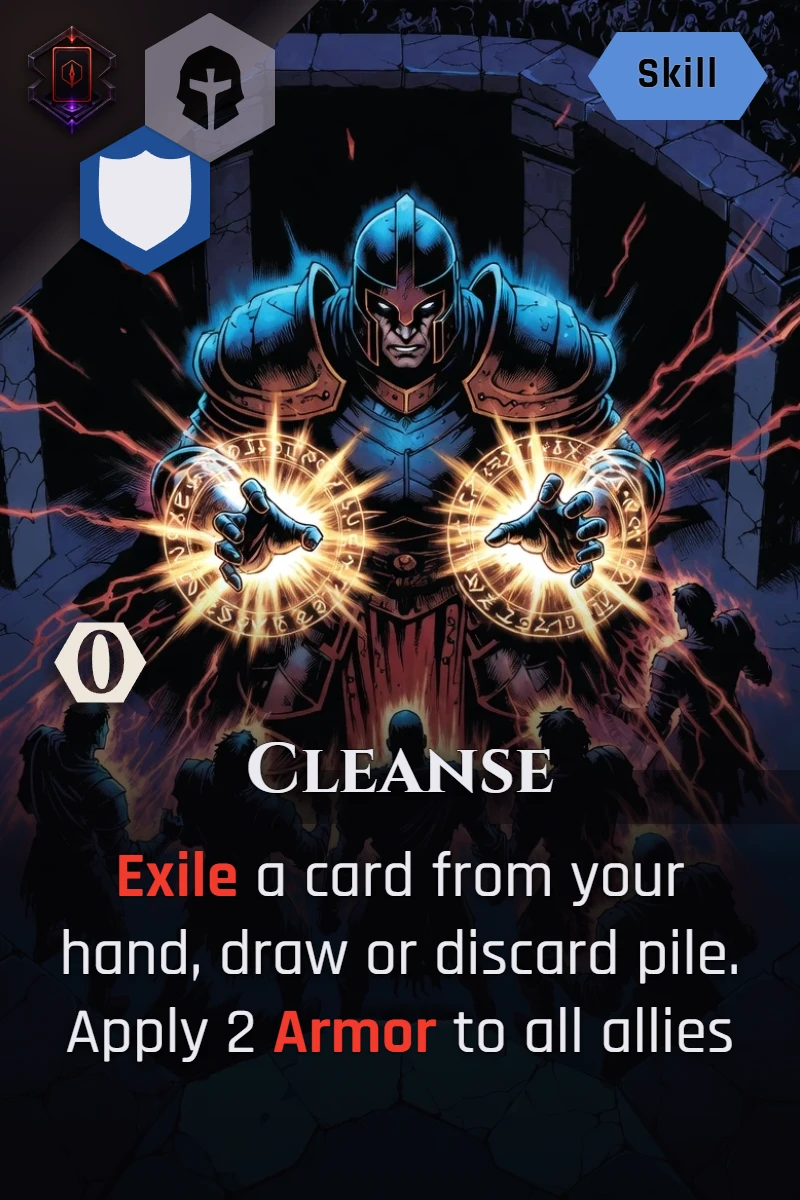 Skill
0
Cleanse
Exile a card from your
hand, draw or discard pile.
Apply 2 Armor to all allies